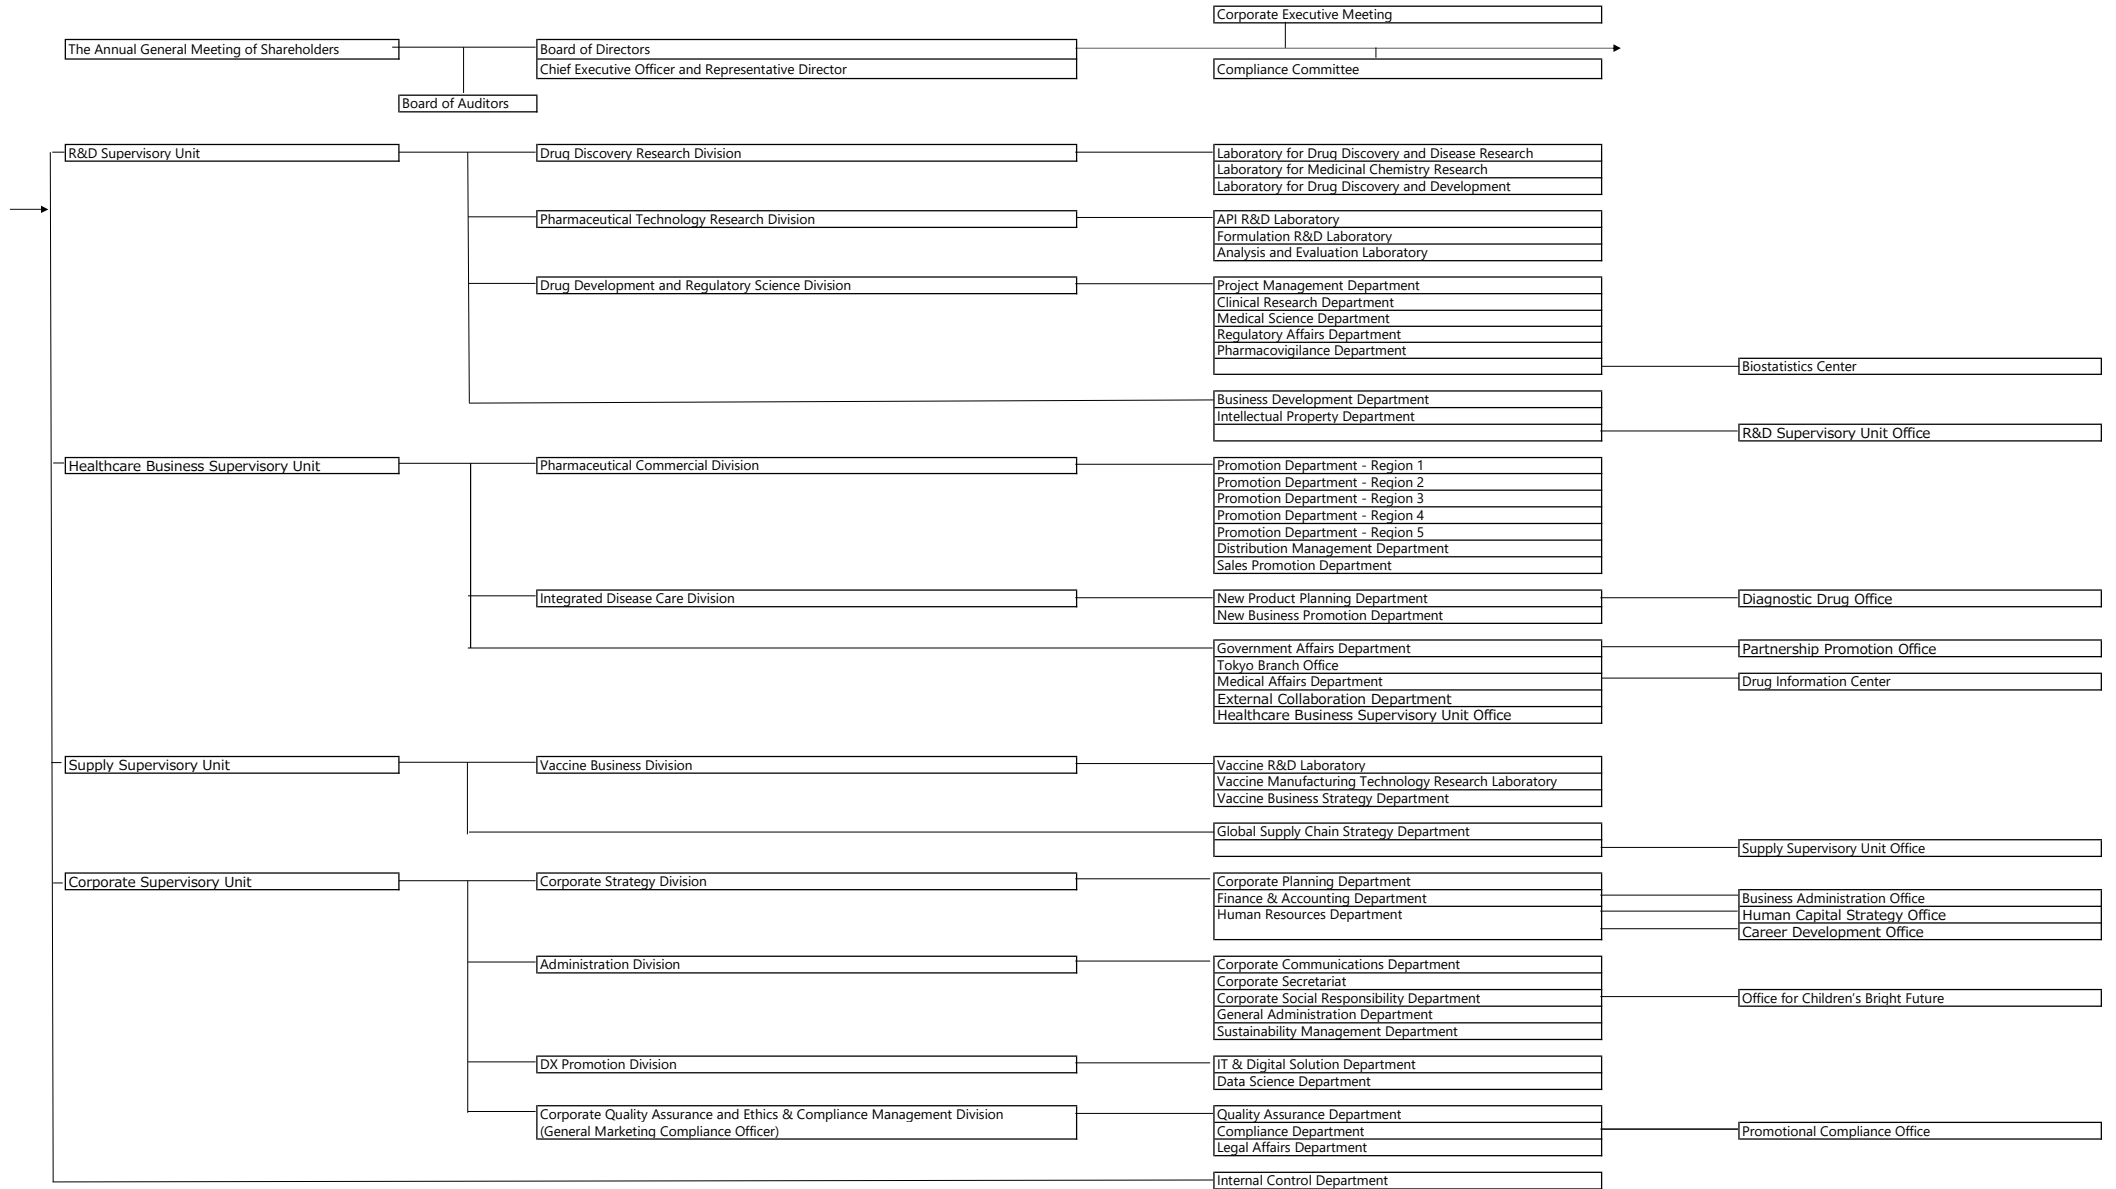 Corporate Executive Meeting
The Annual General Meeting of Shareholders
Board of Directors
Chief Executive Officer and Representative Director
Compliance Committee
Board of Auditors
R&D Supervisory Unit
Drug Discovery Research Division
Laboratory for Drug Discovery and Disease Research
Laboratory for Medicinal Chemistry Research
Laboratory for Drug Discovery and Development
Pharmaceutical Technology Research Division
API R&D Laboratory
Formulation R&D Laboratory
Analysis and Evaluation Laboratory
Drug Development and Regulatory Science Division
Project Management Department
Clinical Research Department
Medical Science Department
Regulatory Affairs Department
Pharmacovigilance Department
Biostatistics Center
Business Development Department
Intellectual Property Department
R&D Supervisory Unit Office
Healthcare Business Supervisory Unit
Pharmaceutical Commercial Division
Promotion Department - Region 1
Promotion Department - Region 2
Promotion Department - Region 3
Promotion Department - Region 4
Promotion Department - Region 5
Distribution Management Department
Sales Promotion Department
Integrated Disease Care Division
New Product Planning Department
Diagnostic Drug Office
New Business Promotion Department
Government Affairs Department
Partnership Promotion Office
Tokyo Branch Office
Medical Affairs Department
Drug Information Center
External Collaboration Department
Healthcare Business Supervisory Unit Office
Supply Supervisory Unit
Vaccine Business Division
Vaccine R&D Laboratory
Vaccine Manufacturing Technology Research Laboratory
Vaccine Business Strategy Department
Global Supply Chain Strategy Department
Supply Supervisory Unit Office
Corporate Supervisory Unit
Corporate Strategy Division
Corporate Planning Department
Finance & Accounting Department
Business Administration Office
Human Resources Department
Human Capital Strategy Office
Career Development Office
Administration Division
Corporate Communications Department
Corporate Secretariat
Corporate Social Responsibility Department
Office for Children's Bright Future
General Administration Department
Sustainability Management Department
DX Promotion Division
IT & Digital Solution Department
Data Science Department
Corporate Quality Assurance and Ethics & Compliance Management Division
(General Marketing Compliance Officer)
Quality Assurance Department
Compliance Department
Promotional Compliance Office
Legal Affairs Department
Internal Control Department